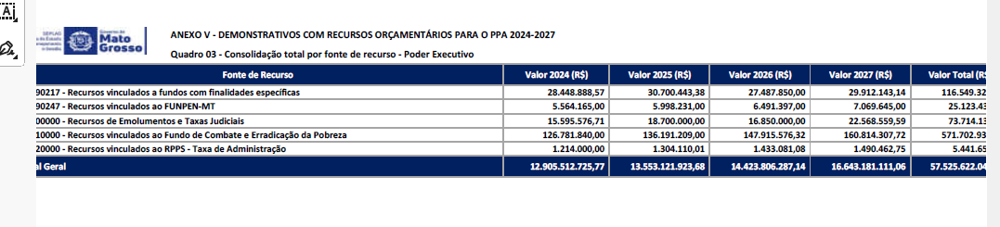 ANEXO V - DEMONSTRATIVOS COM RECURSOS ORÇAMENTÁRIOS PARA O PPA 2024-2027
SEPLAG
Governo de
Mato
Grosso
Quadro 03 - Consolidação total por fonte de recurso - Poder Executivo
Fonte de Recurso Valor 2024 (R$) Valor 2025 (R$) Valor 2026 (R$) Valor 2027 (R$) Valor Total (R$
90217 - Recursos vinculados a fundos com finalidades específicas 28.448.888,57 30.700.443,38 27.487.850,00 29.912.143,14 116.549.32
90247 - Recursos vinculados ao FUNPEN-MT 5.564.165,00 5.998.231,00 6.491.397,00 7.069.645,00 25.123.43
00000 - Recursos de Emolumentos e Taxas Judiciais 15.595.576,71 18.700.000,00 16.850.000,00 22.568.559,59 73.714.13
10000 - Recursos vinculados ao Fundo de Combate e Erradicação da Pobreza 126.781.840,00 136.191.209,00 147.915.576,32 160.814.307,72 571.702.93
20000 - Recursos vinculados ao RPPS - Taxa de Administração 1.214.000,00 1.304.110,01 1.433.081,08 1.490.462,75 5.441.65
al Geral 12.905.512.725,77 13.553.121.923,68 14.423.806.287,14 16.643.181.111,06 57.525.622.04